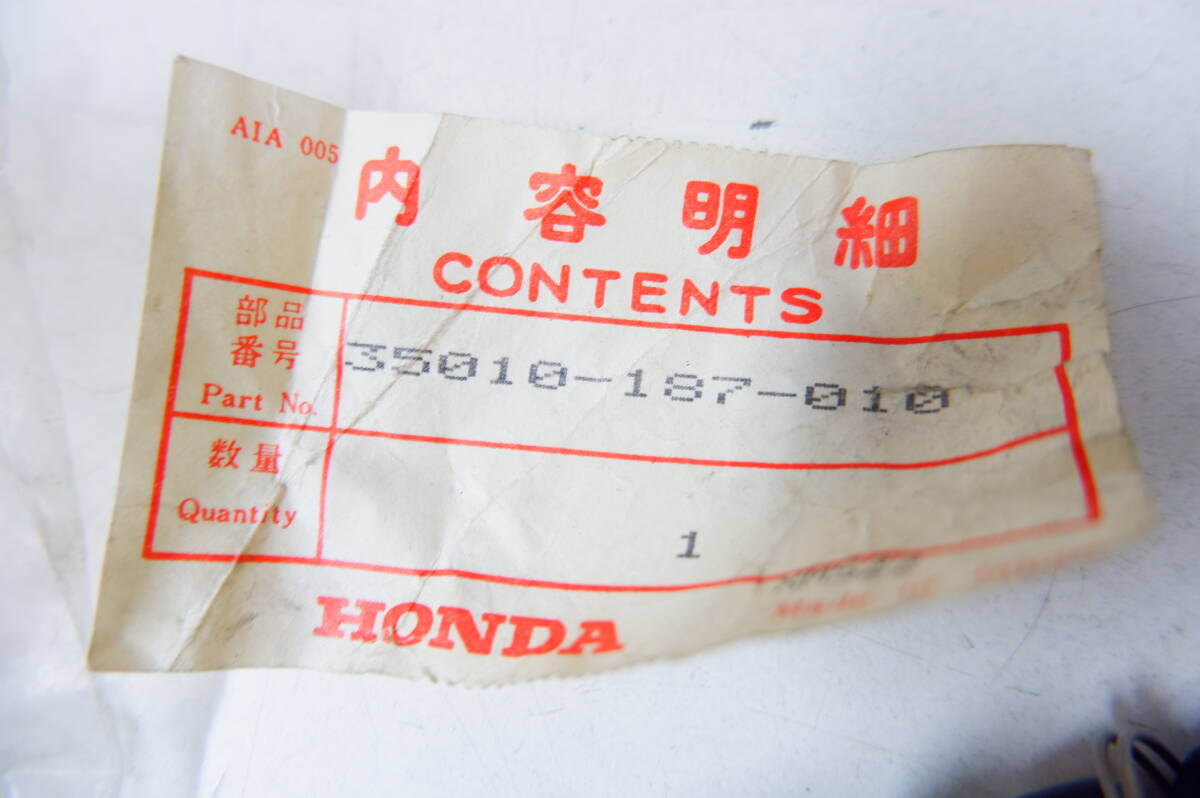 AIA 005
内容明細
CONTENTS
部品
番号
Part No.
35010-187-010
数量
Quantity
1
HONDA